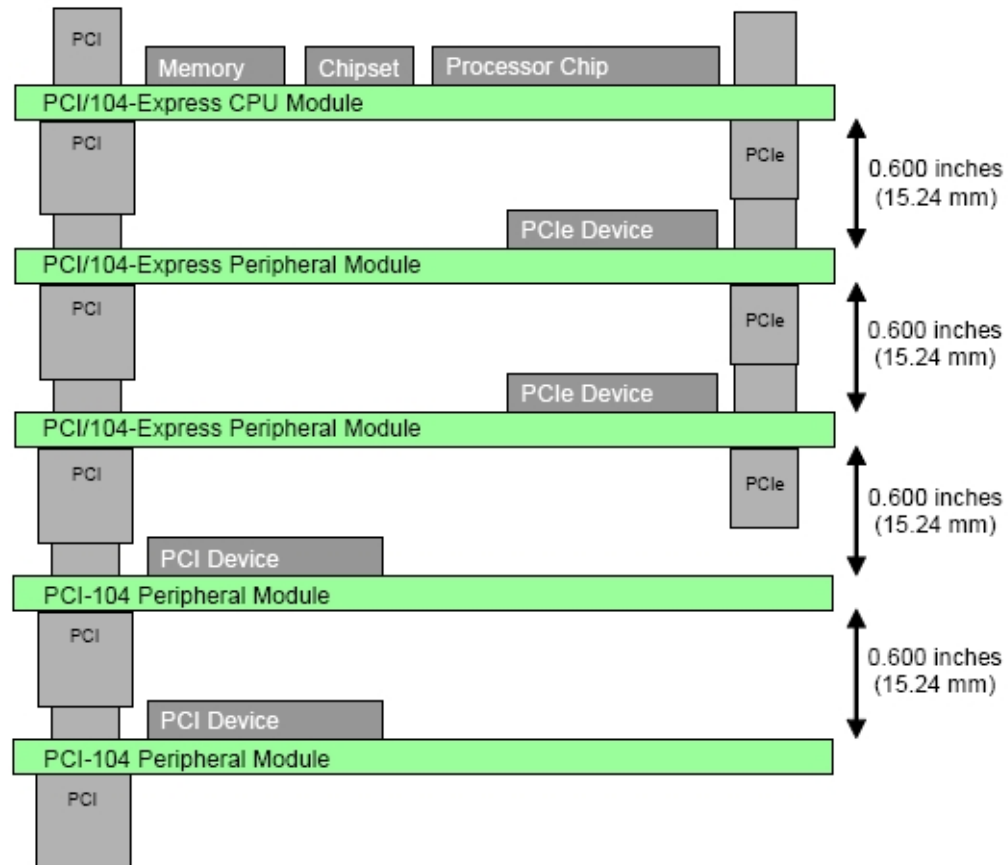 PCI
Memory
Chipset
Processor Chip
PCI/104-Express CPU Module
PCI
PCIe
0.600 inches
(15.24 mm)
PCIe Device
PCI/104-Express Peripheral Module
PCI
PCIe
0.600 inches
(15.24 mm)
PCIe Device
PCI/104-Express Peripheral Module
PCI
PCIe
0.600 inches
(15.24 mm)
PCI Device
PCI-104 Peripheral Module
PCI
0.600 inches
(15.24 mm)
PCI Device
PCI-104 Peripheral Module
PCI